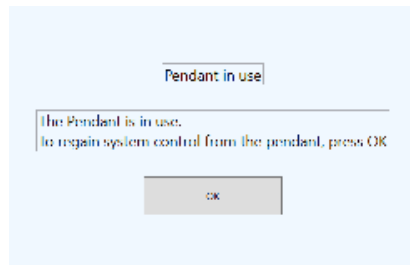 Pendant in use
The Pendant is in use.
To regain system control from the pendant, press OK
OK